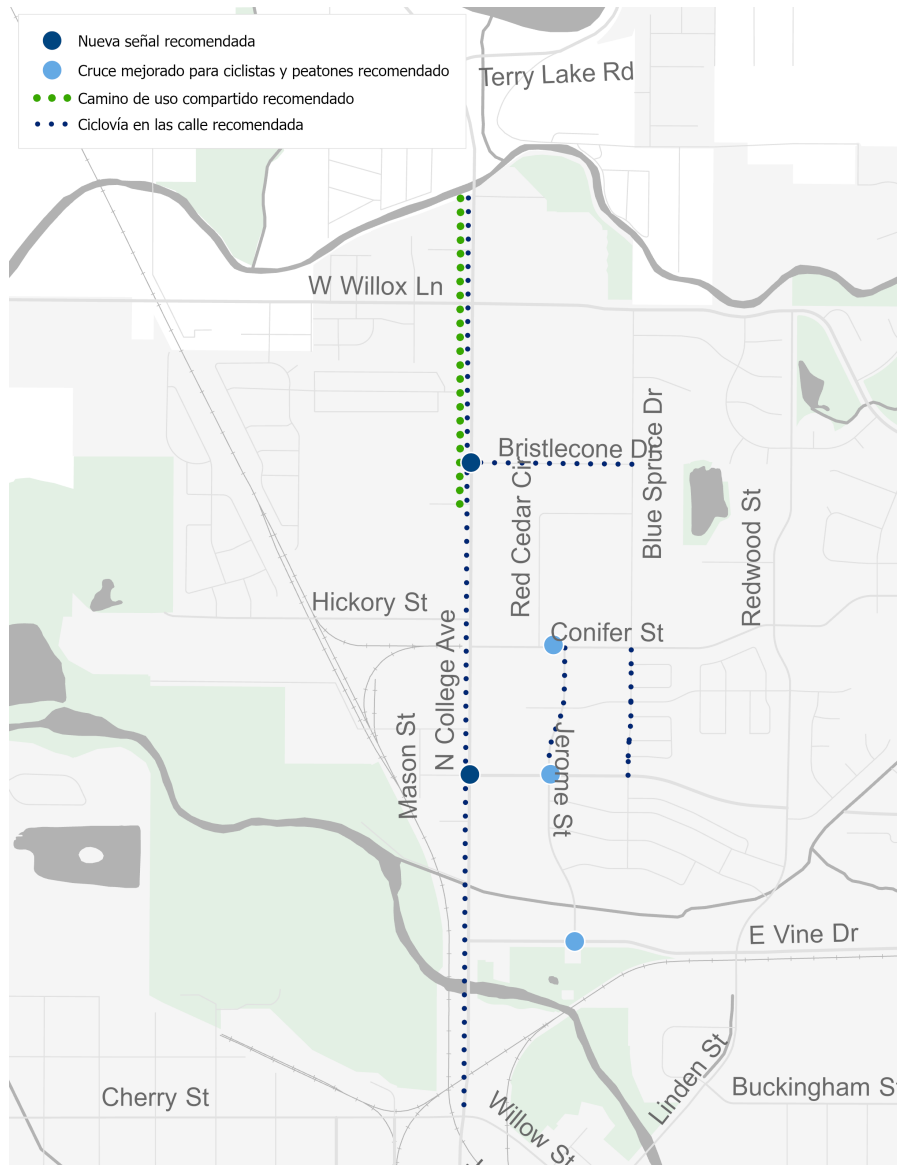 Nueva señal recomendada
Cruce mejorado para ciclistas y peatones recomendado
Camino de uso compartido recomendado
Ciclovía en las calle recomendada
Terry Lake Rd
W Willox Ln
Bristlecone Dr
Blue Spruce Dr
Red Cedar Cir
Redwood St
Hickory St
Conifer St
N College Ave
Mason St
Jerome St
E Vine Dr
Linden St
Buckingham S
Cherry St
Willow St